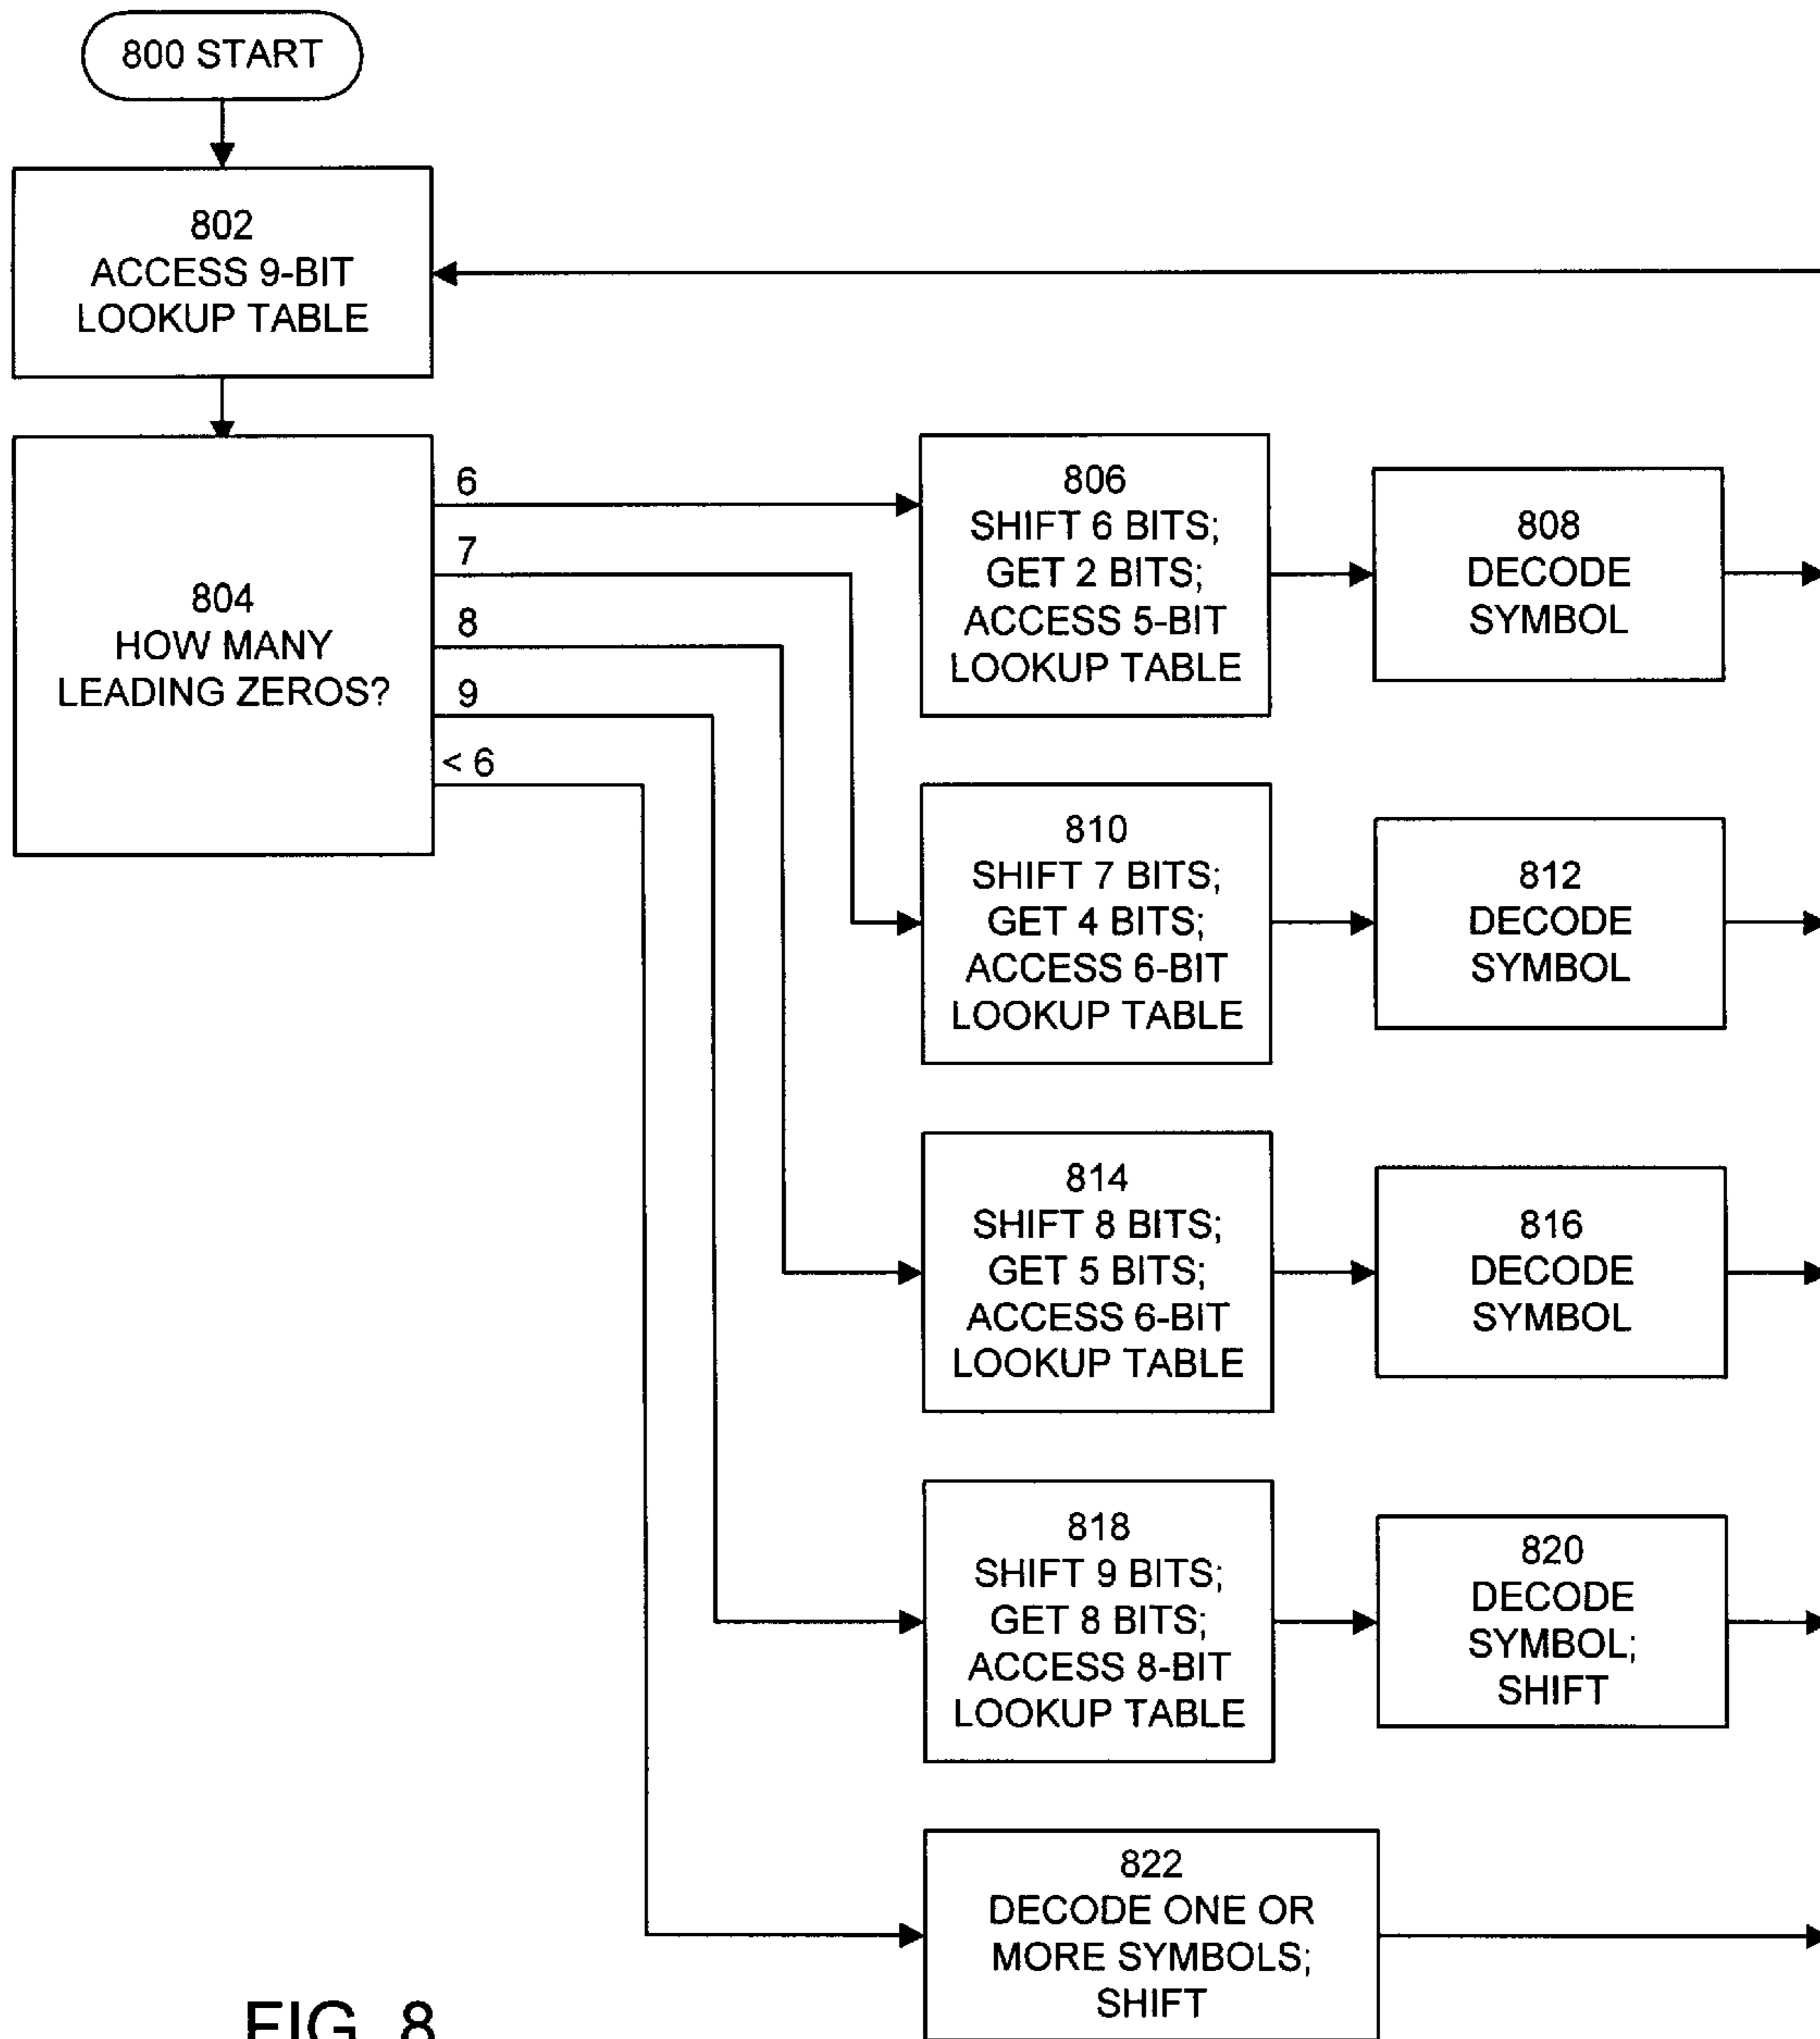 800 START
802
ACCESS 9-BIT
LOOKUP TABLE
804
HOW MANY
LEADING ZEROS?
6
7
8
9
< 6
806
SHIFT 6 BITS;
GET 2 BITS;
ACCESS 5-BIT
LOOKUP TABLE
808
DECODE
SYMBOL
810
SHIFT 7 BITS;
GET 4 BITS;
ACCESS 6-BIT
LOOKUP TABLE
812
DECODE
SYMBOL
814
SHIFT 8 BITS;
GET 5 BITS;
ACCESS 6-BIT
LOOKUP TABLE
816
DECODE
SYMBOL
818
SHIFT 9 BITS;
GET 8 BITS;
ACCESS 8-BIT
LOOKUP TABLE
820
DECODE
SYMBOL;
SHIFT
822
DECODE ONE OR
MORE SYMBOLS;
SHIFT
FIG. 8